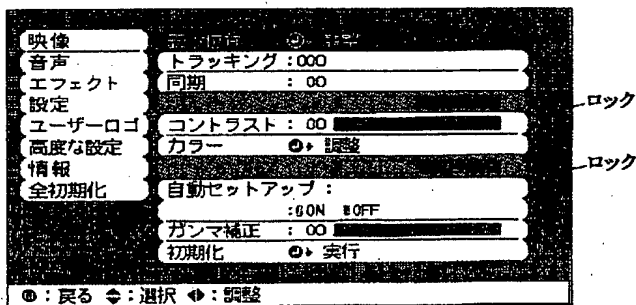 映像
音声
エフェクト
設定
ユーザーロゴ
高度な設定
情報
全初期化
トラッキング :000
同期 : 00
コントラスト : 00
カラー 調整
自動セットアップ :
:ON OFF
ガンマ補正 : 00
初期化 実行
:戻る :選択 :調整
ロック
ロック